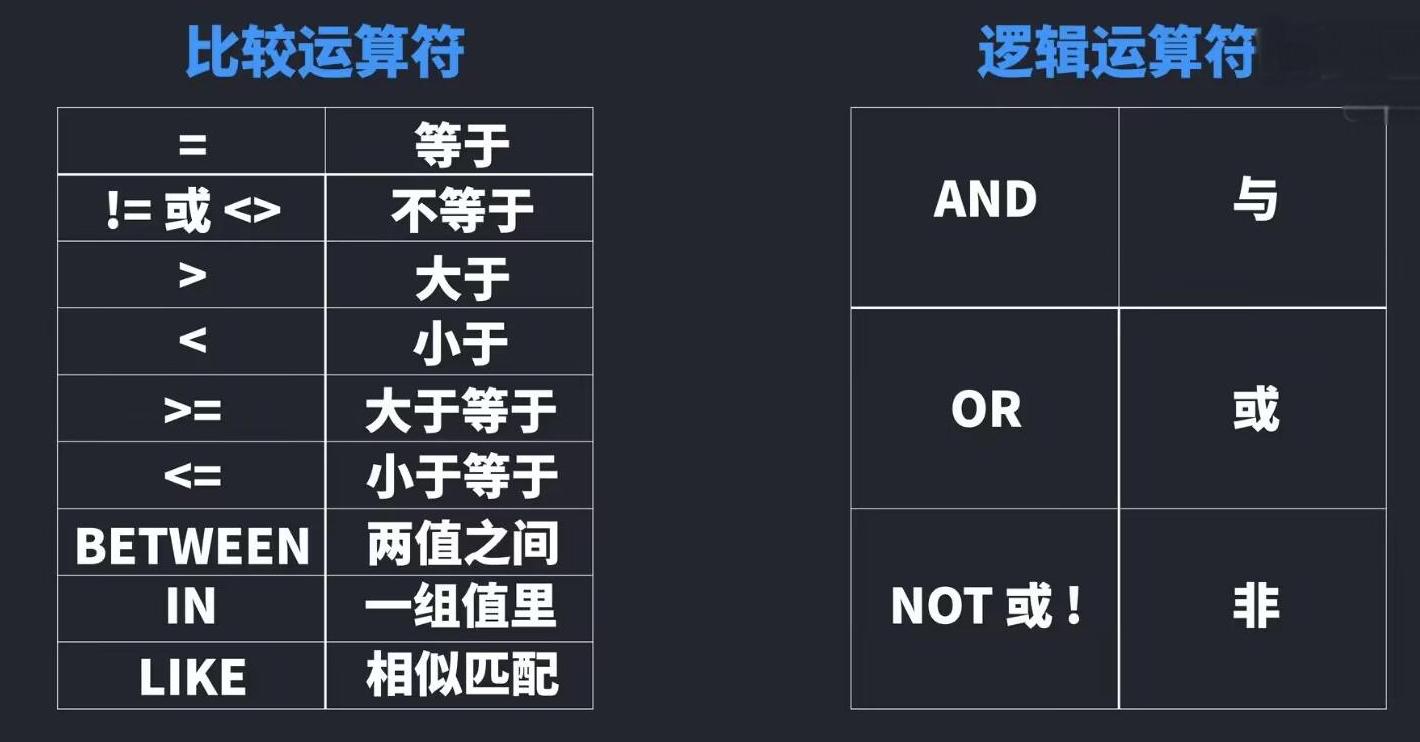 比较运算符
= 等于
!= 或 <> 不等于
> 大于
< 小于
>= 大于等于
<= 小于等于
BETWEEN 两值之间
IN 一组值里
LIKE 相似匹配
逻辑运算符
AND 与
OR 或
NOT 或 ! 非